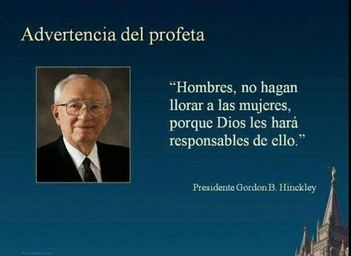 Advertencia del profeta
“Hombres, no hagan
llorar a las mujeres,
porque Dios les hará
responsables de ello.”
Presidente Gordon B. Hinckley